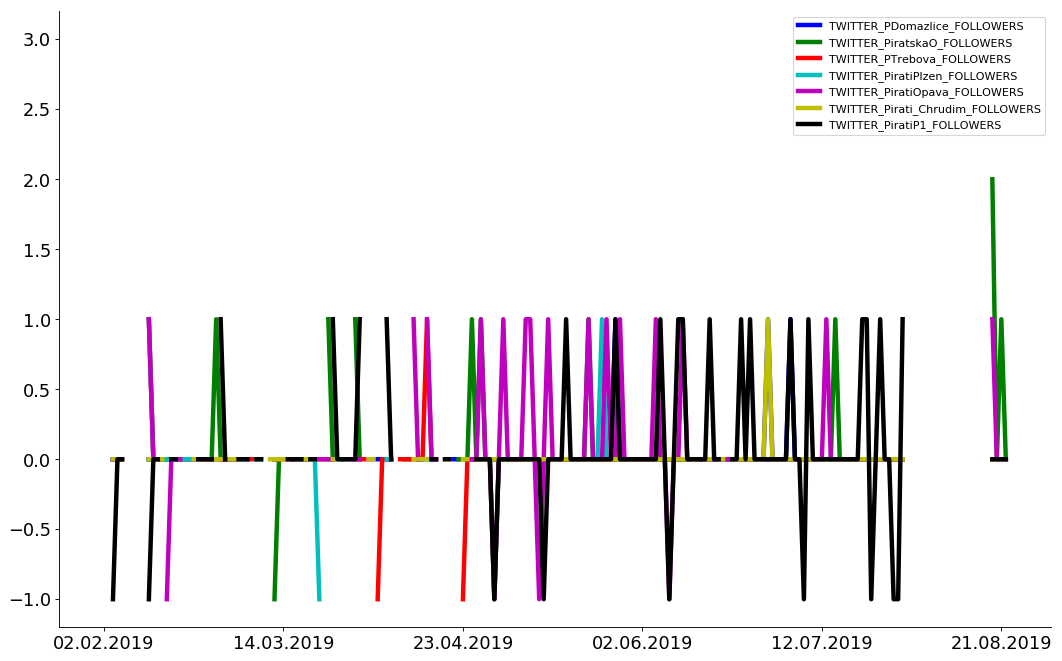 3.0
2.5
2.0
1.5
1.0
0.5
0.0
−0.5
−1.0
02.02.2019
14.03.2019
23.04.2019
02.06.2019
12.07.2019
21.08.2019
TWITTER_PDomazlice_FOLLOWERS
TWITTER_PiratskaO_FOLLOWERS
TWITTER_PTrebova_FOLLOWERS
TWITTER_PiratiPlzen_FOLLOWERS
TWITTER_PiratiOpava_FOLLOWERS
TWITTER_Pirati_Chrudim_FOLLOWERS
TWITTER_PiratiP1_FOLLOWERS